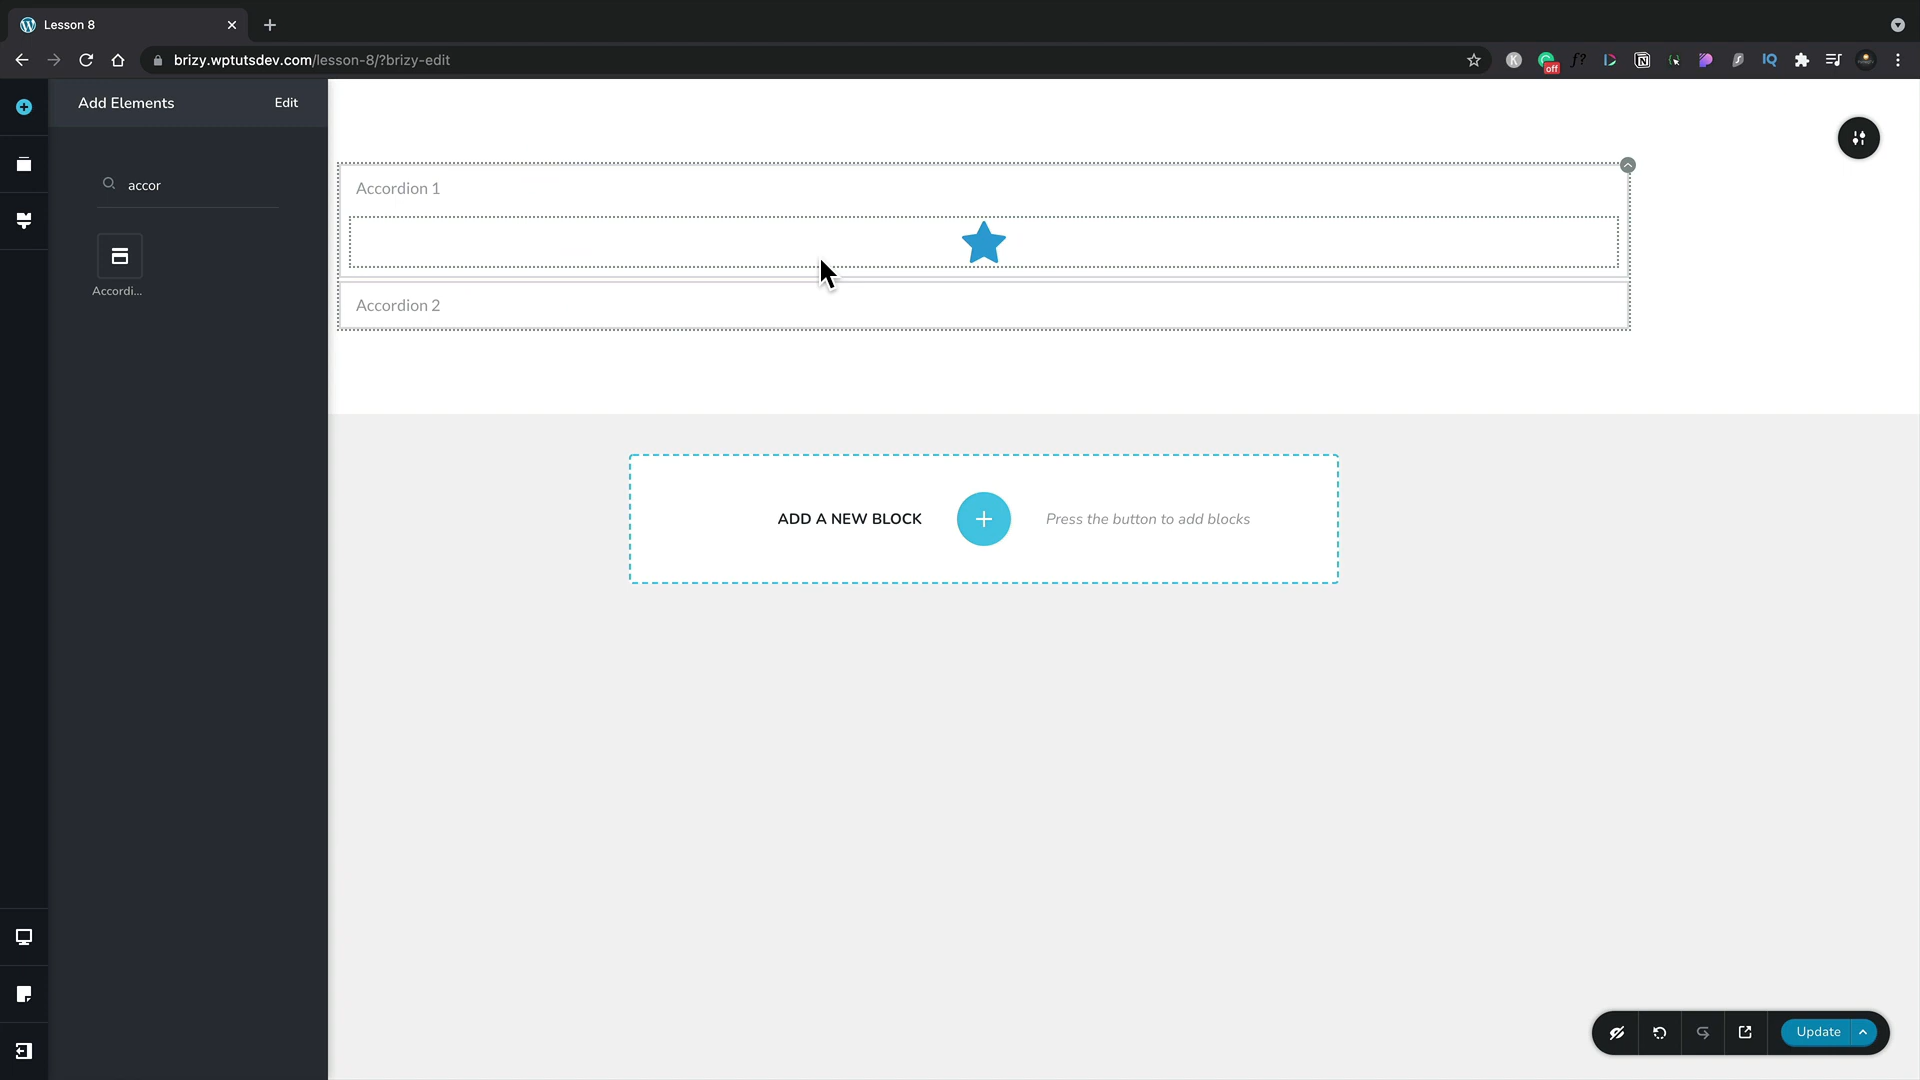 Lesson 8
brizy.wptutsdev.com/lesson-8/?brizy-edit
off
Add Elements
Edit
accor
Accordi...
Accordion 1
Accordion 2
ADD A NEW BLOCK
Press the button to add blocks
Update